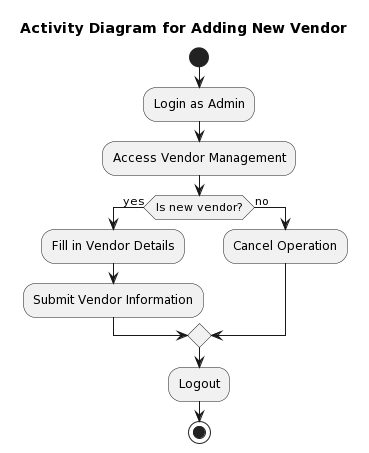 Activity Diagram for Adding New Vendor
Login as Admin
Access Vendor Management
yes
Is new vendor?
no
Fill in Vendor Details
Cancel Operation
Submit Vendor Information
Logout